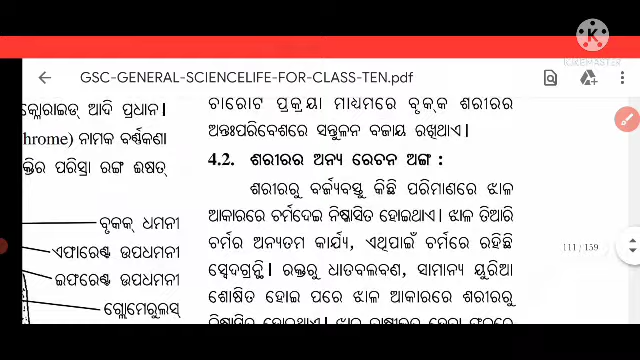 KINEMASTER
GSC-GENERAL-SCIENCELIFE-FOR-CLASS-TEN.pdf
କ୍ଲୋରାଇଡ୍ ଆଦି ପ୍ରଧାନ।
hrome) ନାମକ ବର୍ଣ୍ଣକଣା
କ୍ତିର ପରିସ୍ରା ରଙ୍ଗ ଈଷତ୍
ବୃକକ୍ ଧମନୀ
ଏଫାରେଣ୍ଟ ଉପଧମନୀ
ଇଫରେଣ୍ଟ ଉପଧମନୀ
ଗ୍ଲୋମେରୁଲସ୍
ଚାରୋଟି ପ୍ରକ୍ରିୟା ମାଧ୍ୟମରେ ବୃକ୍‌କ ଶରୀରର
ଅନ୍ତଃପରିବେଶରେ ସନ୍ତୁଳନ ବଜାୟ ରଖିଥାଏ।
4.2. ଶରୀରର ଅନ୍ୟ ରେଚନ ଅଙ୍ଗ :
ଶରୀରରୁ ବର୍ଜ୍ୟବସ୍ତୁ କିଛି ପରିମାଣରେ ଝାଳ
ଆକାରରେ ଚର୍ମଦେଇ ନିଷ୍କାସିତ ହୋଇଥାଏ। ଝାଳ ତିଆରି
ଚର୍ମର ଅନ୍ୟତମ କାର୍ଯ୍ୟ, ଏଥିପାଇଁ ଚର୍ମରେ ରହିଛି
ସ୍ୱେଦଗ୍ରନ୍ଥି। ରକ୍ତରୁ ଧାତବଲବଣ, ସାମାନ୍ୟ ୟୁରିଆ
ଶୋଷିତ ହୋଇ ପରେ ଝାଳ ଆକାରରେ ଶରୀରରୁ
111 / 159